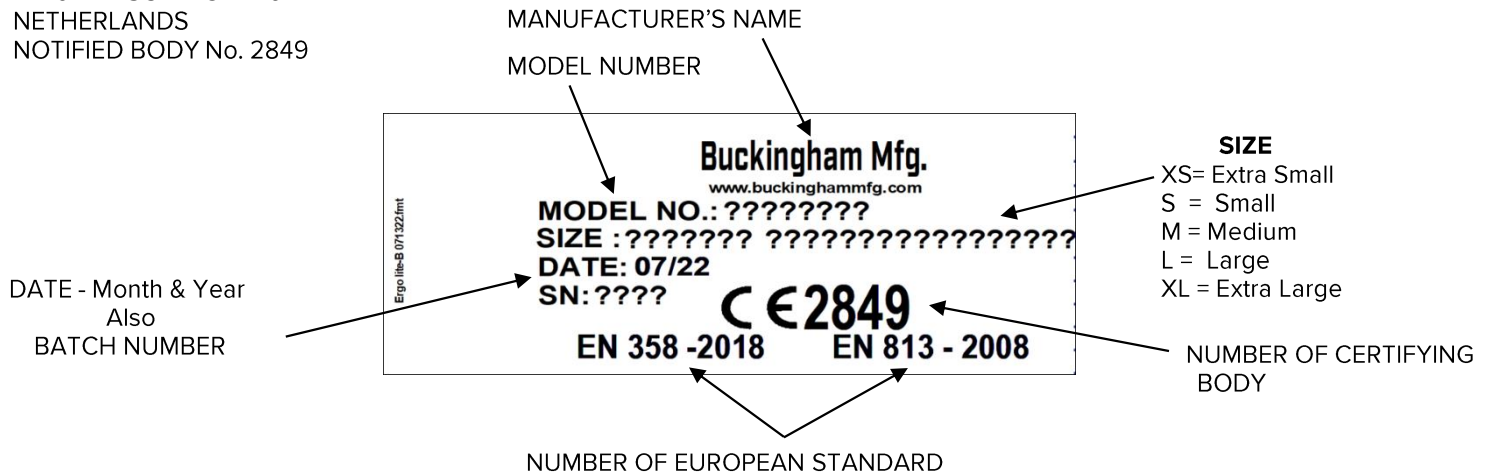 NETHERLANDS
NOTIFIED BODY No. 2849
MANUFACTURER'S NAME
MODEL NUMBER
Buckingham Mfg.
www.buckinghammfg.com
MODEL NO.: ????????
SIZE :??????? ?????????????????
DATE: 07/22
SN:????
CE2849
EN 358 -2018 EN 813 - 2008
Ergo lite-B 071322.fmt
SIZE
XS= Extra Small
S = Small
M = Medium
L = Large
XL = Extra Large
DATE - Month & Year
Also
BATCH NUMBER
NUMBER OF CERTIFYING
BODY
NUMBER OF EUROPEAN STANDARD